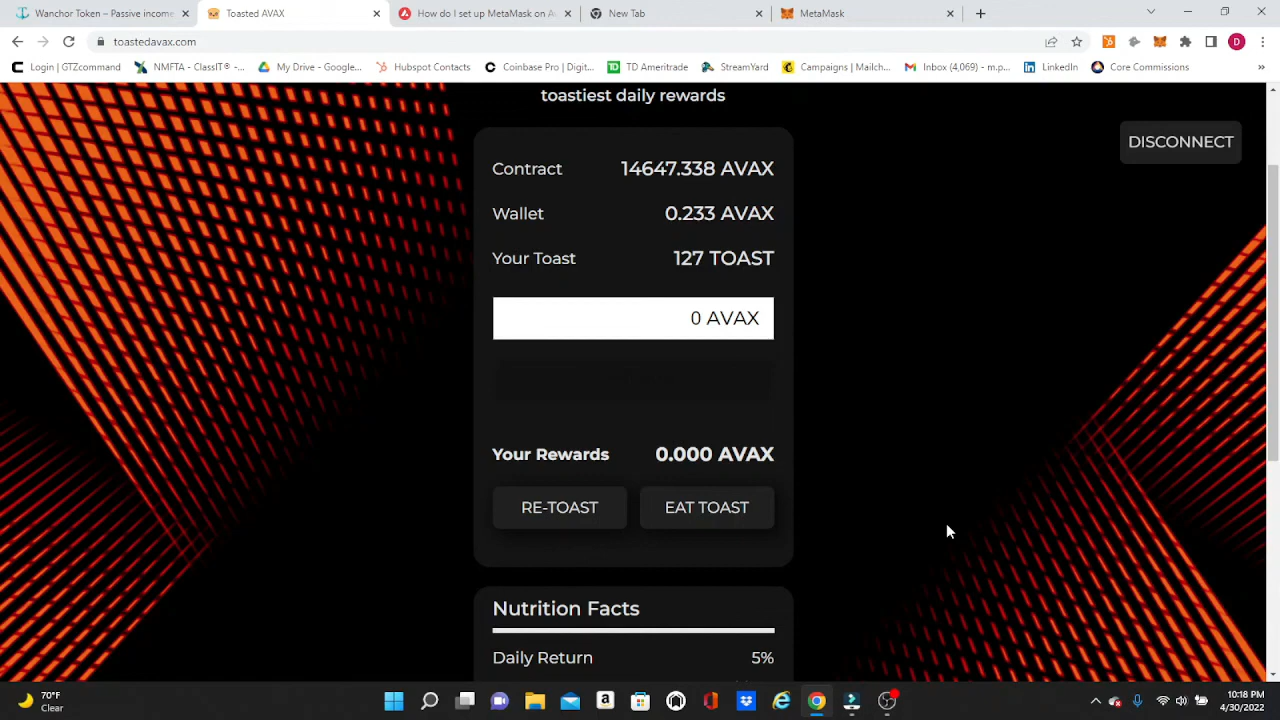 Wanchor Token – Passive income
Toasted AVAX
How do I set up MetaMask on A
New Tab
MetaMask
toastedavax.com
D
Login | GTZcommand
NMFTA – ClassIT® -...
My Drive - Google...
Hubspot Contacts
Coinbase Pro | Digit...
TD Ameritrade
StreamYard
Campaigns | Mailch...
Inbox (4,069) - m.p...
LinkedIn
Core Commissions
»
toastiest daily rewards
DISCONNECT
Contract 14647.338 AVAX
Wallet 0.233 AVAX
Your Toast 127 TOAST
0 AVAX
Your Rewards 0.000 AVAX
RE-TOAST EAT TOAST
Nutrition Facts
Daily Return 5%
70°F
Clear
10:18 PM
4/30/2022